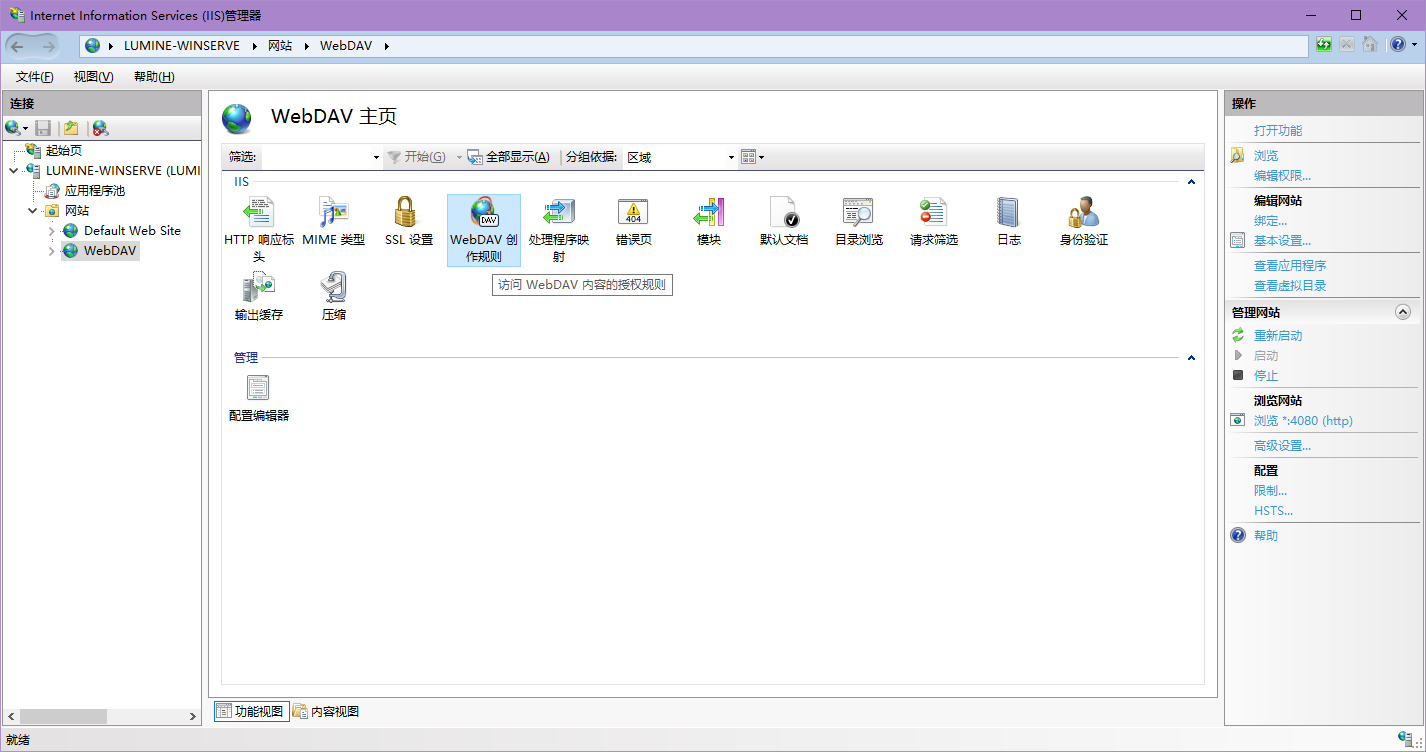 Internet Information Services (IIS)管理器
LUMINE-WINSERVE 网站 WebDAV
文件(F) 视图(V) 帮助(H)
连接
起始页
LUMINE-WINSERVE (LUMI
应用程序池
网站
Default Web Site
WebDAV
WebDAV 主页
筛选: 开始(G) 全部显示(A) 分组依据: 区域
IIS
HTTP 响应标头
MIME 类型
SSL 设置
WebDAV 创作规则
处理程序映射
错误页
模块
默认文档
目录浏览
请求筛选
日志
身份验证
输出缓存
压缩
访问 WebDAV 内容的授权规则
管理
配置编辑器
功能视图 内容视图
操作
打开功能
浏览
编辑权限...
编辑网站
绑定...
基本设置...
查看应用程序
查看虚拟目录
管理网站
重新启动
启动
停止
浏览网站
浏览 *:4080 (http)
高级设置...
配置
限制...
HSTS...
帮助
就绪